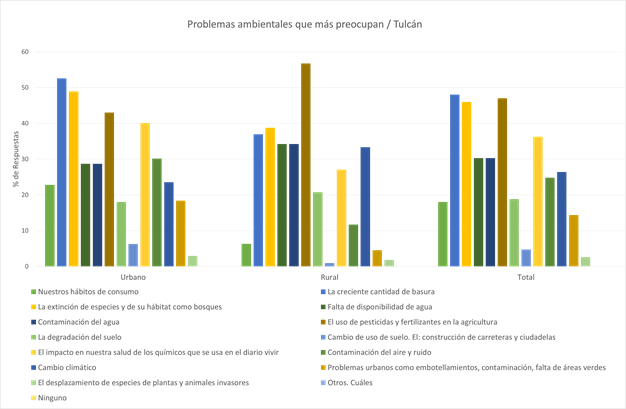 Problemas ambientales que más preocupan / Tulcán
60
50
40
30
20
10
0
% de Respuestas
Urbano Rural Total
Nuestros hábitos de consumo La creciente cantidad de basura
La extinción de especies y de su hábitat como bosques Falta de disponibilidad de agua
Contaminación del agua El uso de pesticidas y fertilizantes en la agricultura
La degradación del suelo Cambio de uso de suelo. El: construcción de carreteras y ciudadelas
El impacto en nuestra salud de los químicos que se usa en el diario vivir Contaminación del aire y ruido
Cambio climático Problemas urbanos como embotellamientos, contaminación, falta de áreas verdes
El desplazamiento de especies de plantas y animales invasores Otros. Cuáles
Ninguno